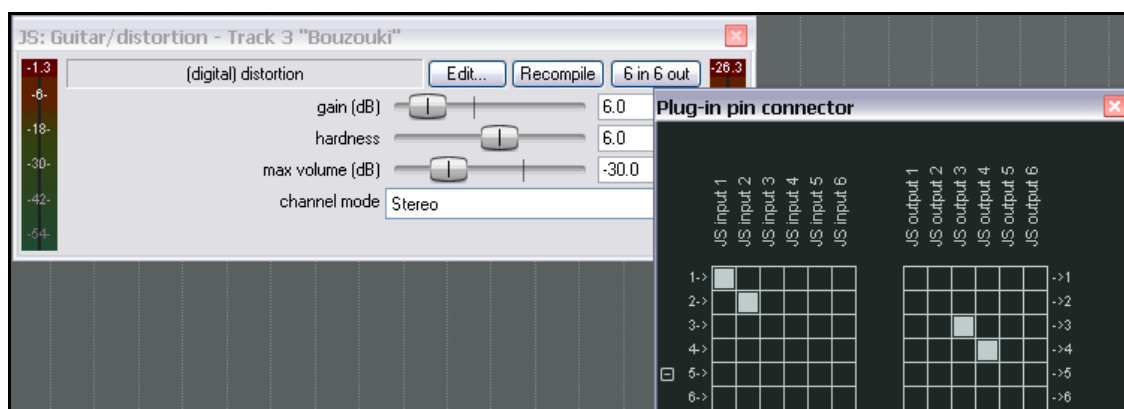 JS: Guitar/distortion - Track 3 "Bouzouki"
-1.3
-6-
-18-
-30-
-42-
-54-
(digital) distortion
Edit...
Recompile
6 in 6 out
-26.3
gain (dB)
6.0
hardness
6.0
max volume (dB)
-30.0
channel mode
Stereo
Plug-in pin connector
JS input 1
JS input 2
JS input 3
JS input 4
JS input 5
JS input 6
JS output 1
JS output 2
JS output 3
JS output 4
JS output 5
JS output 6
1->
->1
2->
->2
3->
->3
4->
->4
5->
->5
6->
->6